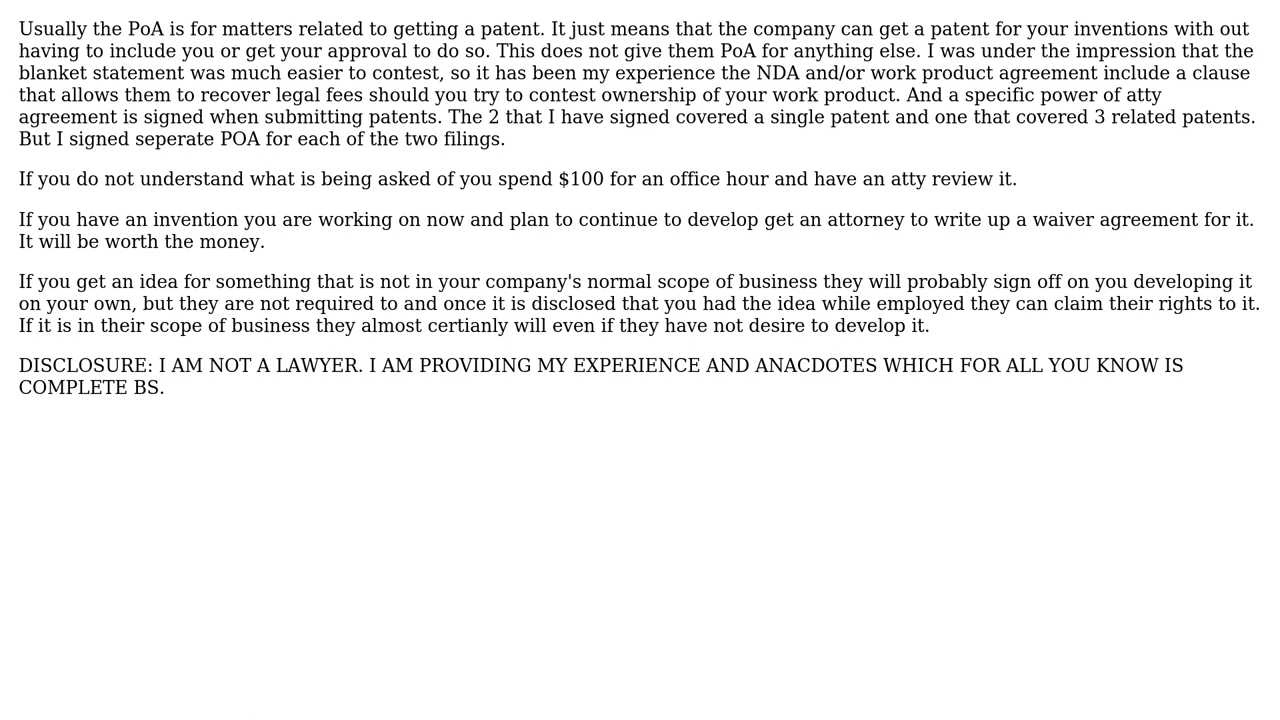 Usually the PoA is for matters related to getting a patent. It just means that the company can get a patent for your inventions with out
having to include you or get your approval to do so. This does not give them PoA for anything else. I was under the impression that the
blanket statement was much easier to contest, so it has been my experience the NDA and/or work product agreement include a clause
that allows them to recover legal fees should you try to contest ownership of your work product. And a specific power of atty
agreement is signed when submitting patents. The 2 that I have signed covered a single patent and one that covered 3 related patents.
But I signed seperate POA for each of the two filings.
If you do not understand what is being asked of you spend $100 for an office hour and have an atty review it.
If you have an invention you are working on now and plan to continue to develop get an attorney to write up a waiver agreement for it.
It will be worth the money.
If you get an idea for something that is not in your company's normal scope of business they will probably sign off on you developing it
on your own, but they are not required to and once it is disclosed that you had the idea while employed they can claim their rights to it.
If it is in their scope of business they almost certianly will even if they have not desire to develop it.
DISCLOSURE: I AM NOT A LAWYER. I AM PROVIDING MY EXPERIENCE AND ANACDOTES WHICH FOR ALL YOU KNOW IS
COMPLETE BS.